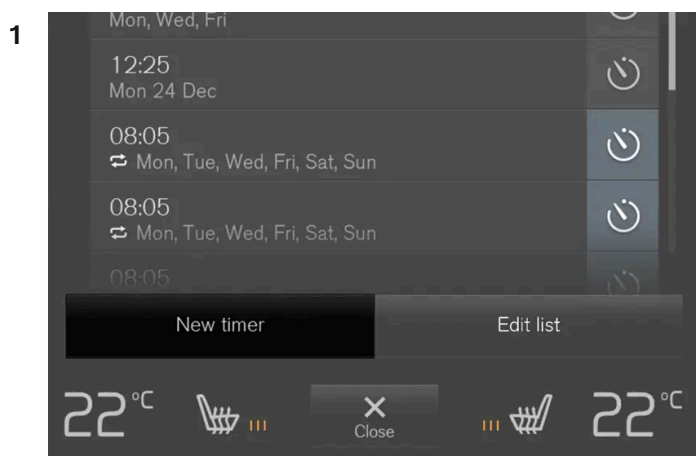 1
Mon, Wed, Fri
12:25
Mon 24 Dec
08:05
Mon, Tue, Wed, Fri, Sat, Sun
08:05
Mon, Tue, Wed, Fri, Sat, Sun
08:05
New timer Edit list
22°C Close 22°C